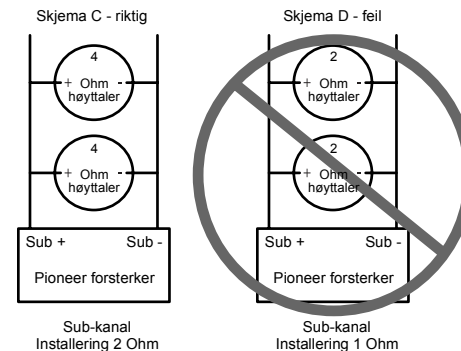 Skjema C - riktig
4
+ Ohm -
høyttaler
4
+ Ohm -
høyttaler
Sub + Sub -
Pioneer forsterker
Sub-kanal
Installering 2 Ohm
Skjema D - feil
2
+ Ohm -
høyttaler
2
+ Ohm -
høyttaler
Sub + Sub -
Pioneer forsterker
Sub-kanal
Installering 1 Ohm